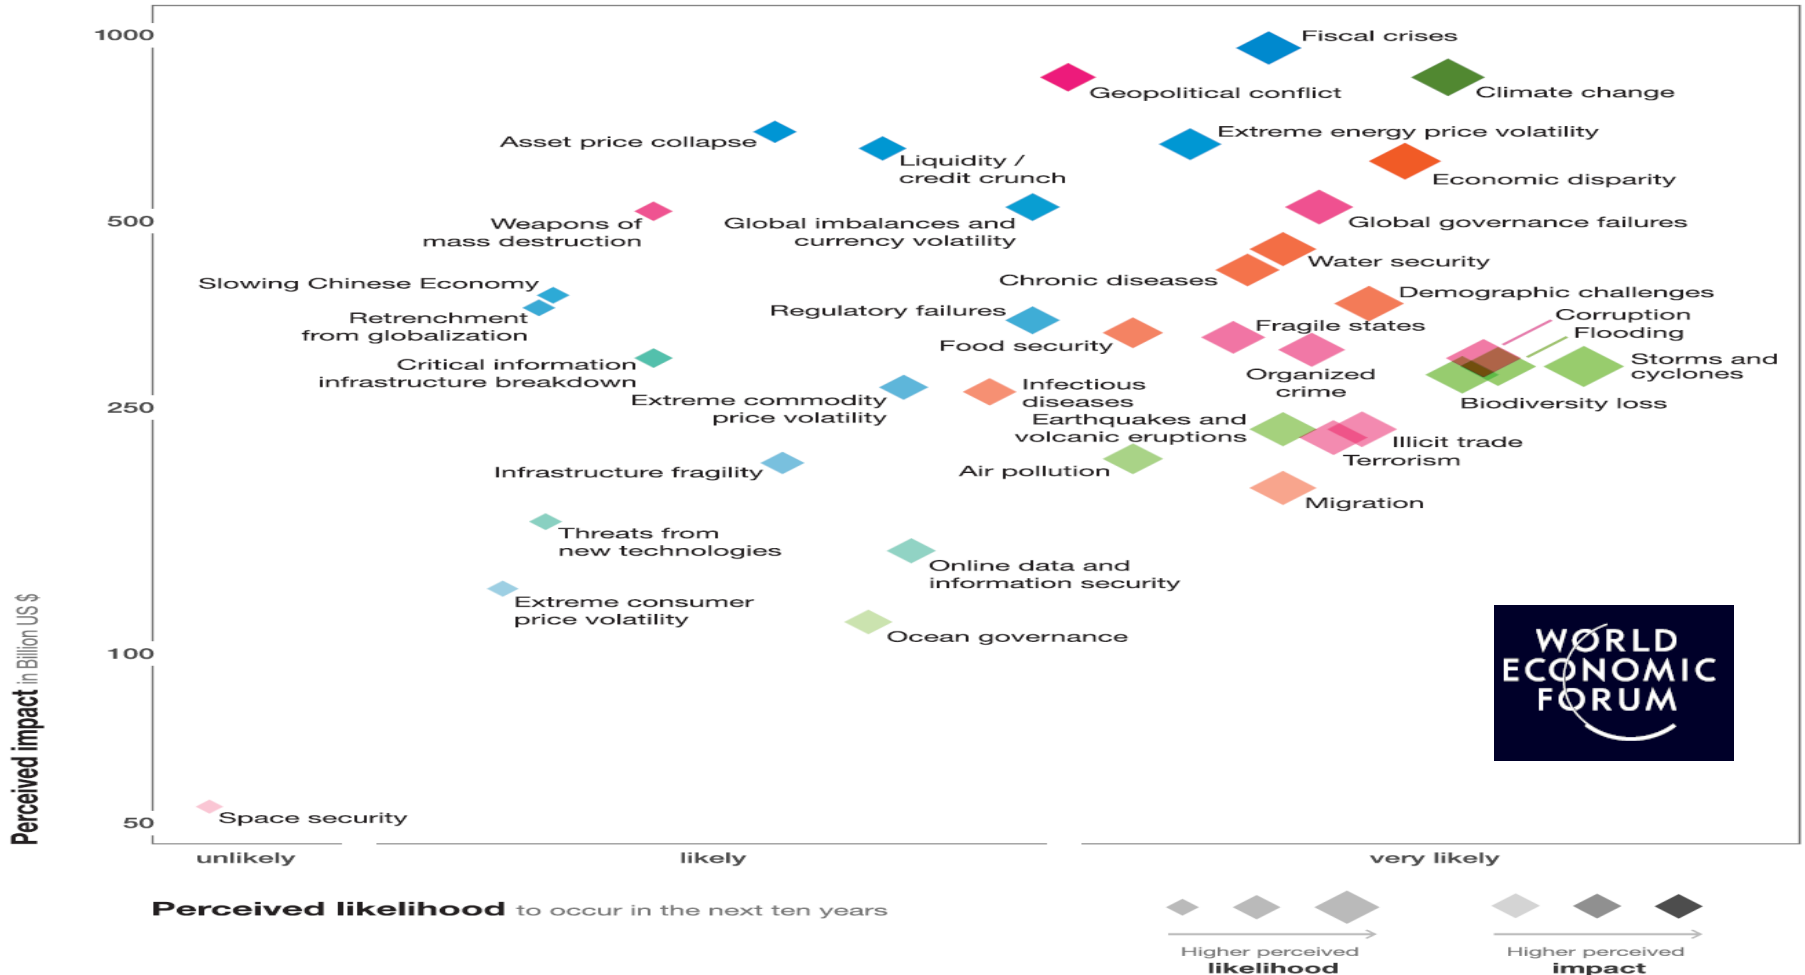 1000
Fiscal crises
Geopolitical conflict
Climate change
Asset price collapse
Extreme energy price volatility
Liquidity /
credit crunch
Economic disparity
500
Weapons of
mass destruction
Global imbalances and
currency volatility
Global governance failures
Water security
Chronic diseases
Slowing Chinese Economy
Demographic challenges
Retrenchment
from globalization
Regulatory failures
Corruption
Fragile states
Flooding
Food security
Critical information
infrastructure breakdown
Storms and
cyclones
Organized
crime
Infectious
diseases
250
Extreme commodity
price volatility
Biodiversity loss
Earthquakes and
volcanic eruptions
Illicit trade
Terrorism
Infrastructure fragility
Air pollution
Migration
Threats from
new technologies
Online data and
information security
Extreme consumer
price volatility
Ocean governance
100
WORLD
ECONOMIC
FORUM
Perceived impact in Billion US $
Space security
50
unlikely
likely
very likely
Perceived likelihood to occur in the next ten years
Higher perceived
likelihood
Higher perceived
impact